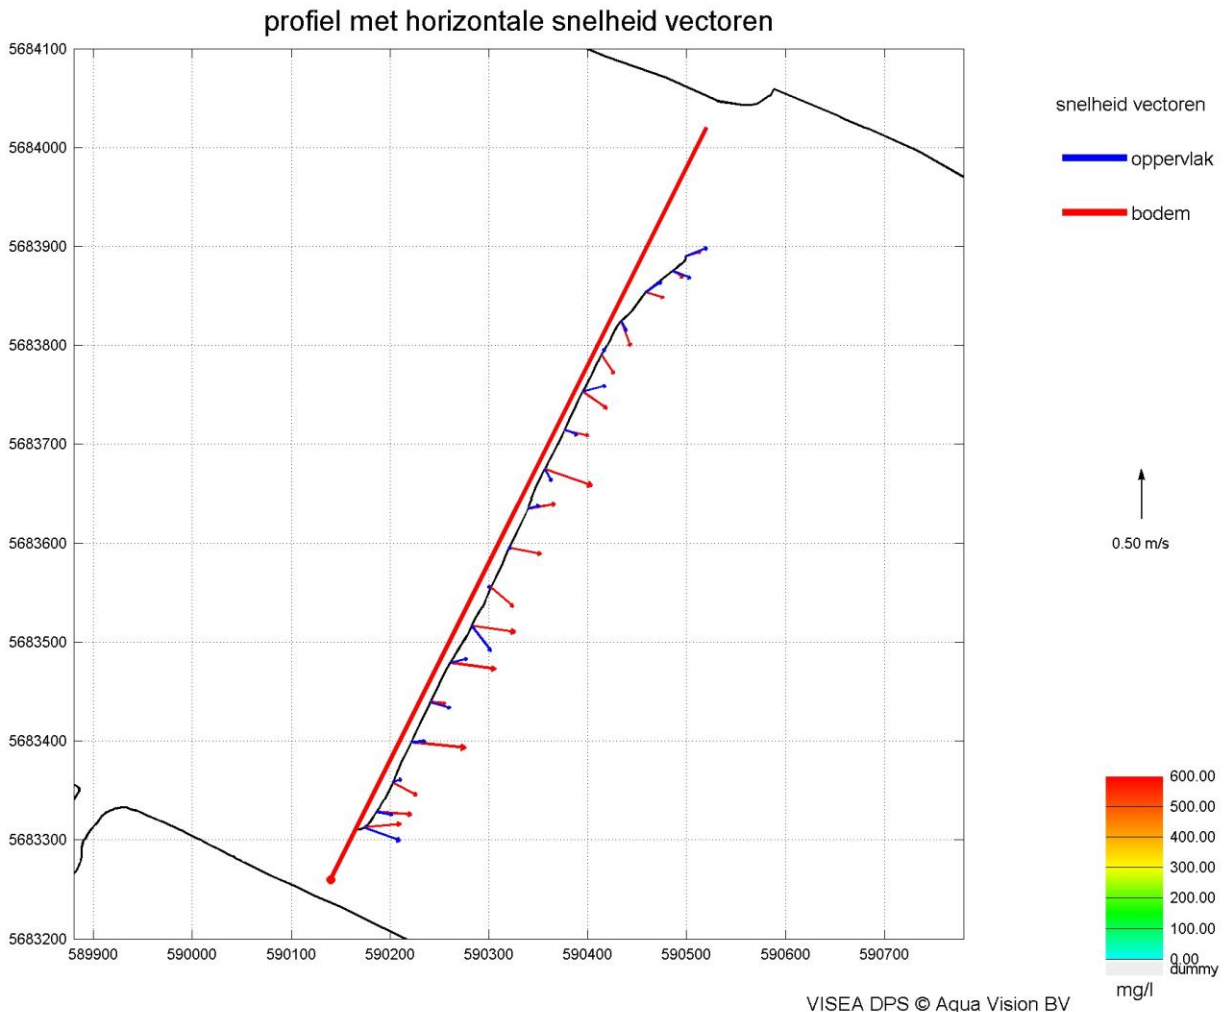 profiel met horizontale snelheid vectoren
5684100
5684000
5683900
5683800
5683700
5683600
5683500
5683400
5683300
5683200
589900 590000 590100 590200 590300 590400 590500 590600 590700
snelheid vectoren
oppervlak
bodem
0.50 m/s
600.00
500.00
400.00
300.00
200.00
100.00
0.00
dummy
mg/l
VISEA DPS © Aqua Vision BV